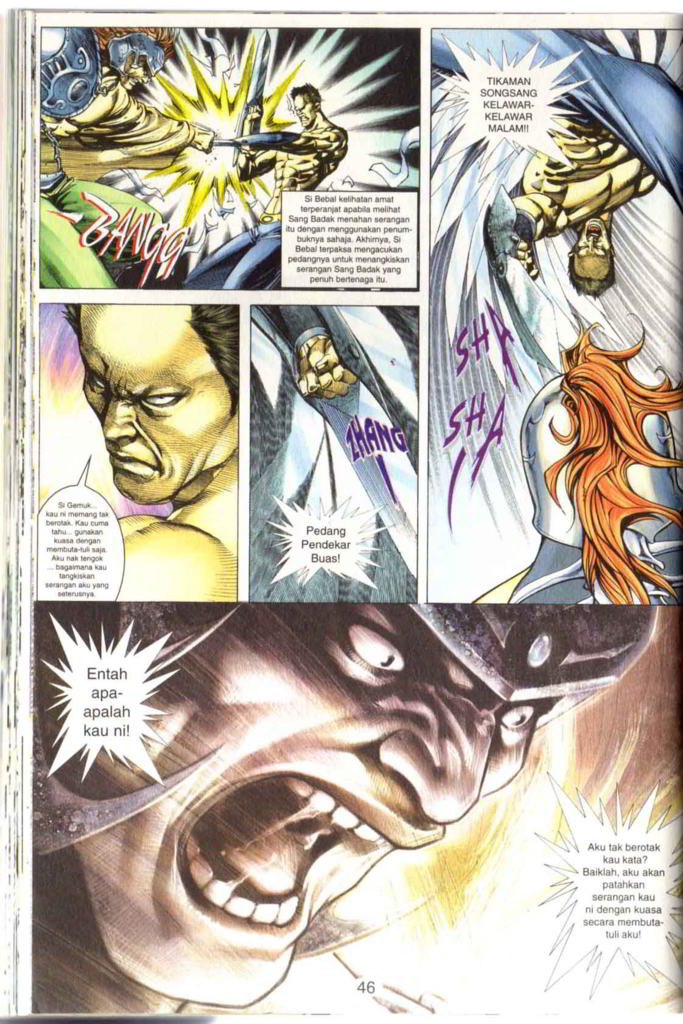 BANGG
Si Bebal kelihatan amat
terperanjat apabila melihat
Sang Badak menahan serangan
itu dengan menggunakan penum-
buknya sahaja. Akhirnya, Si
Bebal terpaksa mengacukan
pedangnya untuk menangkiskan
serangan Sang Badak yang
penuh bertenaga itu.
TIKAMAN
SONGSANG
KELAWAR-
KELAWAR
MALAM!!
SHA
SHA
Si Gemuk...
kau ni memang tak
berotak. Kau cuma
tahu... gunakan
kuasa dengan
membuta-tuli saja.
Aku nak tengok
... bagaimana kau
tangkiskan
serangan aku yang
seterusnya.
ZHANG
Pedang
Pendekar
Buas!
Entah
apa-
apalah
kau ni!
Aku tak berotak
kau kata?
Baiklah, aku akan
patahkan
serangan kau
ni dengan kuasa
secara membuta-
tuli aku!
46